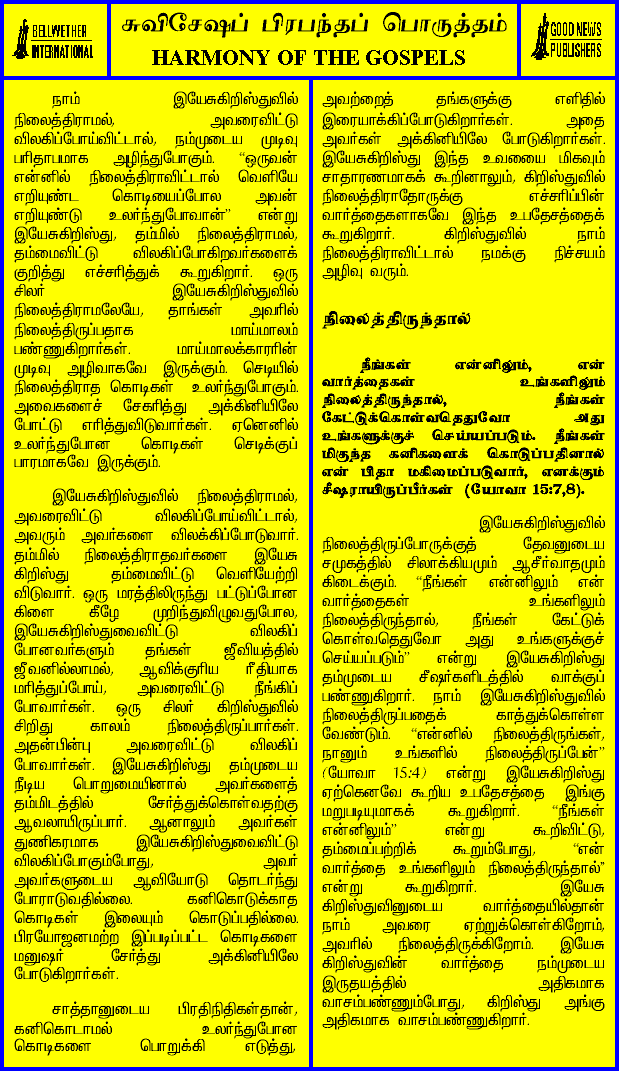 BELLWETHER
INTERNATIONAL
சுவிசேஷப் பிரபந்தப் பொருத்தம்
HARMONY OF THE GOSPELS
GOOD NEWS
PUBLISHERS
நாம் இயேசுகிறிஸ்துவில்
நிலைத்திராமல், அவரைவிட்டு
விலகிப்போய்விட்டால், நம்முடைய முடிவு
பரிதாபமாக அழிந்துபோகும். “ஒருவன்
என்னில் நிலைத்திராவிட்டால் வெளியே
எறியுண்ட கொடியைப்போல அவன்
எறியுண்டு உலர்ந்துபோவான்” என்று
இயேசுகிறிஸ்து, தம்மில் நிலைத்திராமல்,
தம்மைவிட்டு விலகிப்போகிறவர்களைக்
குறித்து எச்சரித்துக் கூறுகிறார். ஒரு
சிலர் இயேசுகிறிஸ்துவில்
நிலைத்திராமலேயே, தாங்கள் அவரில்
நிலைத்திருப்பதாக மாய்மாலம்
பண்ணுகிறார்கள். மாய்மாலக்காரரின்
முடிவு அழிவாகவே இருக்கும். செடியில்
நிலைத்திராத கொடிகள் உலர்ந்துபோகும்.
அவைகளைச் சேகரித்து அக்கினியிலே
போட்டு எரித்துவிடுவார்கள். ஏனெனில்
உலர்ந்துபோன கொடிகள் செடிக்குப்
பாரமாகவே இருக்கும்.
இயேசுகிறிஸ்துவில் நிலைத்திராமல்,
அவரைவிட்டு விலகிப்போய்விட்டால்,
அவரும் அவர்களை விலக்கிப்போடுவார்.
தம்மில் நிலைத்திராதவர்களை இயேசு
கிறிஸ்து தம்மைவிட்டு வெளியேற்றி
விடுவார். ஒரு மரத்திலிருந்து பட்டுப்போன
கிளை கீழே முறிந்துவிழுவதுபோல,
இயேசுகிறிஸ்துவைவிட்டு விலகிப்
போனவர்களும் தங்கள் ஜீவியத்தில்
ஜீவனில்லாமல், ஆவிக்குரிய ரீதியாக
மரித்துப்போய், அவரைவிட்டு நீங்கிப்
போவார்கள். ஒரு சிலர் கிறிஸ்துவில்
சிறிது காலம் நிலைத்திருப்பார்கள்.
அதன்பின்பு அவரைவிட்டு விலகிப்
போவார்கள். இயேசுகிறிஸ்து தம்முடைய
நீடிய பொறுமையினால் அவர்களைத்
தம்மிடத்தில் சேர்த்துக்கொள்வதற்கு
ஆவலாயிருப்பார். ஆனாலும் அவர்கள்
துணிகரமாக இயேசுகிறிஸ்துவைவிட்டு
விலகிப்போகும்போது, அவர்
அவர்களுடைய ஆவியோடு தொடர்ந்து
போராடுவதில்லை. கனிகொடுக்காத
கொடிகள் இலையும் கொடுப்பதில்லை.
பிரயோஜனமற்ற இப்படிப்பட்ட கொடிகளை
மனுஷர் சேர்த்து அக்கினியிலே
போடுகிறார்கள்.
சாத்தானுடைய பிரதிநிதிகள்தான்,
கனிகொடாமல் உலர்ந்துபோன
கொடிகளை பொறுக்கி எடுத்து,
அவற்றைத் தங்களுக்கு எளிதில்
இரையாக்கிப்போடுகிறார்கள். அதை
அவர்கள் அக்கினியிலே போடுகிறார்கள்.
இயேசுகிறிஸ்து இந்த உவமையை மிகவும்
சாதாரணமாகக் கூறினாலும், கிறிஸ்துவில்
நிலைத்திராதோருக்கு எச்சரிப்பின்
வார்த்தைகளாகவே இந்த உபதேசத்தைக்
கூறுகிறார். கிறிஸ்துவில் நாம்
நிலைத்திராவிட்டால் நமக்கு நிச்சயம்
அழிவு வரும்.
நிலைத்திருந்தால்
நீங்கள் என்னிலும், என்
வார்த்தைகள் உங்களிலும்
நிலைத்திருந்தால், நீங்கள்
கேட்டுக்கொள்வதெதுவோ அது
உங்களுக்குச் செய்யப்படும். நீங்கள்
மிகுந்த கனிகளைக் கொடுப்பதினால்
என் பிதா மகிமைப்படுவார், எனக்கும்
சீஷராயிருப்பீர்கள் (யோவா 15:7,8).
இயேசுகிறிஸ்துவில்
நிலைத்திருப்போருக்குத் தேவனுடைய
சமுகத்தில் சிலாக்கியமும் ஆசீர்வாதமும்
கிடைக்கும். “நீங்கள் என்னிலும் என்
வார்த்தைகள் உங்களிலும்
நிலைத்திருந்தால், நீங்கள் கேட்டுக்
கொள்வதெதுவோ அது உங்களுக்குச்
செய்யப்படும்” என்று இயேசுகிறிஸ்து
தம்முடைய சீஷர்களிடத்தில் வாக்குப்
பண்ணுகிறார். நாம் இயேசுகிறிஸ்துவில்
நிலைத்திருப்பதைக் காத்துக்கொள்ள
வேண்டும். “என்னில் நிலைத்திருங்கள்,
நானும் உங்களில் நிலைத்திருப்பேன்”
(யோவா 15:4) என்று இயேசுகிறிஸ்து
ஏற்கெனவே கூறிய உபதேசத்தை இங்கு
மறுபடியுமாகக் கூறுகிறார். “நீங்கள்
என்னிலும்” என்று கூறிவிட்டு,
தம்மைப்பற்றிக் கூறும்போது, “என்
வார்த்தை உங்களிலும் நிலைத்திருந்தால்”
என்று கூறுகிறார். இயேசு
கிறிஸ்துவினுடைய வார்த்தையில்தான்
நாம் அவரை ஏற்றுக்கொள்கிறோம்,
அவரில் நிலைத்திருக்கிறோம். இயேசு
கிறிஸ்துவின் வார்த்தை நம்முடைய
இருதயத்தில் அதிகமாக
வாசம்பண்ணும்போது, கிறிஸ்து அங்கு
அதிகமாக வாசம்பண்ணுகிறார்.